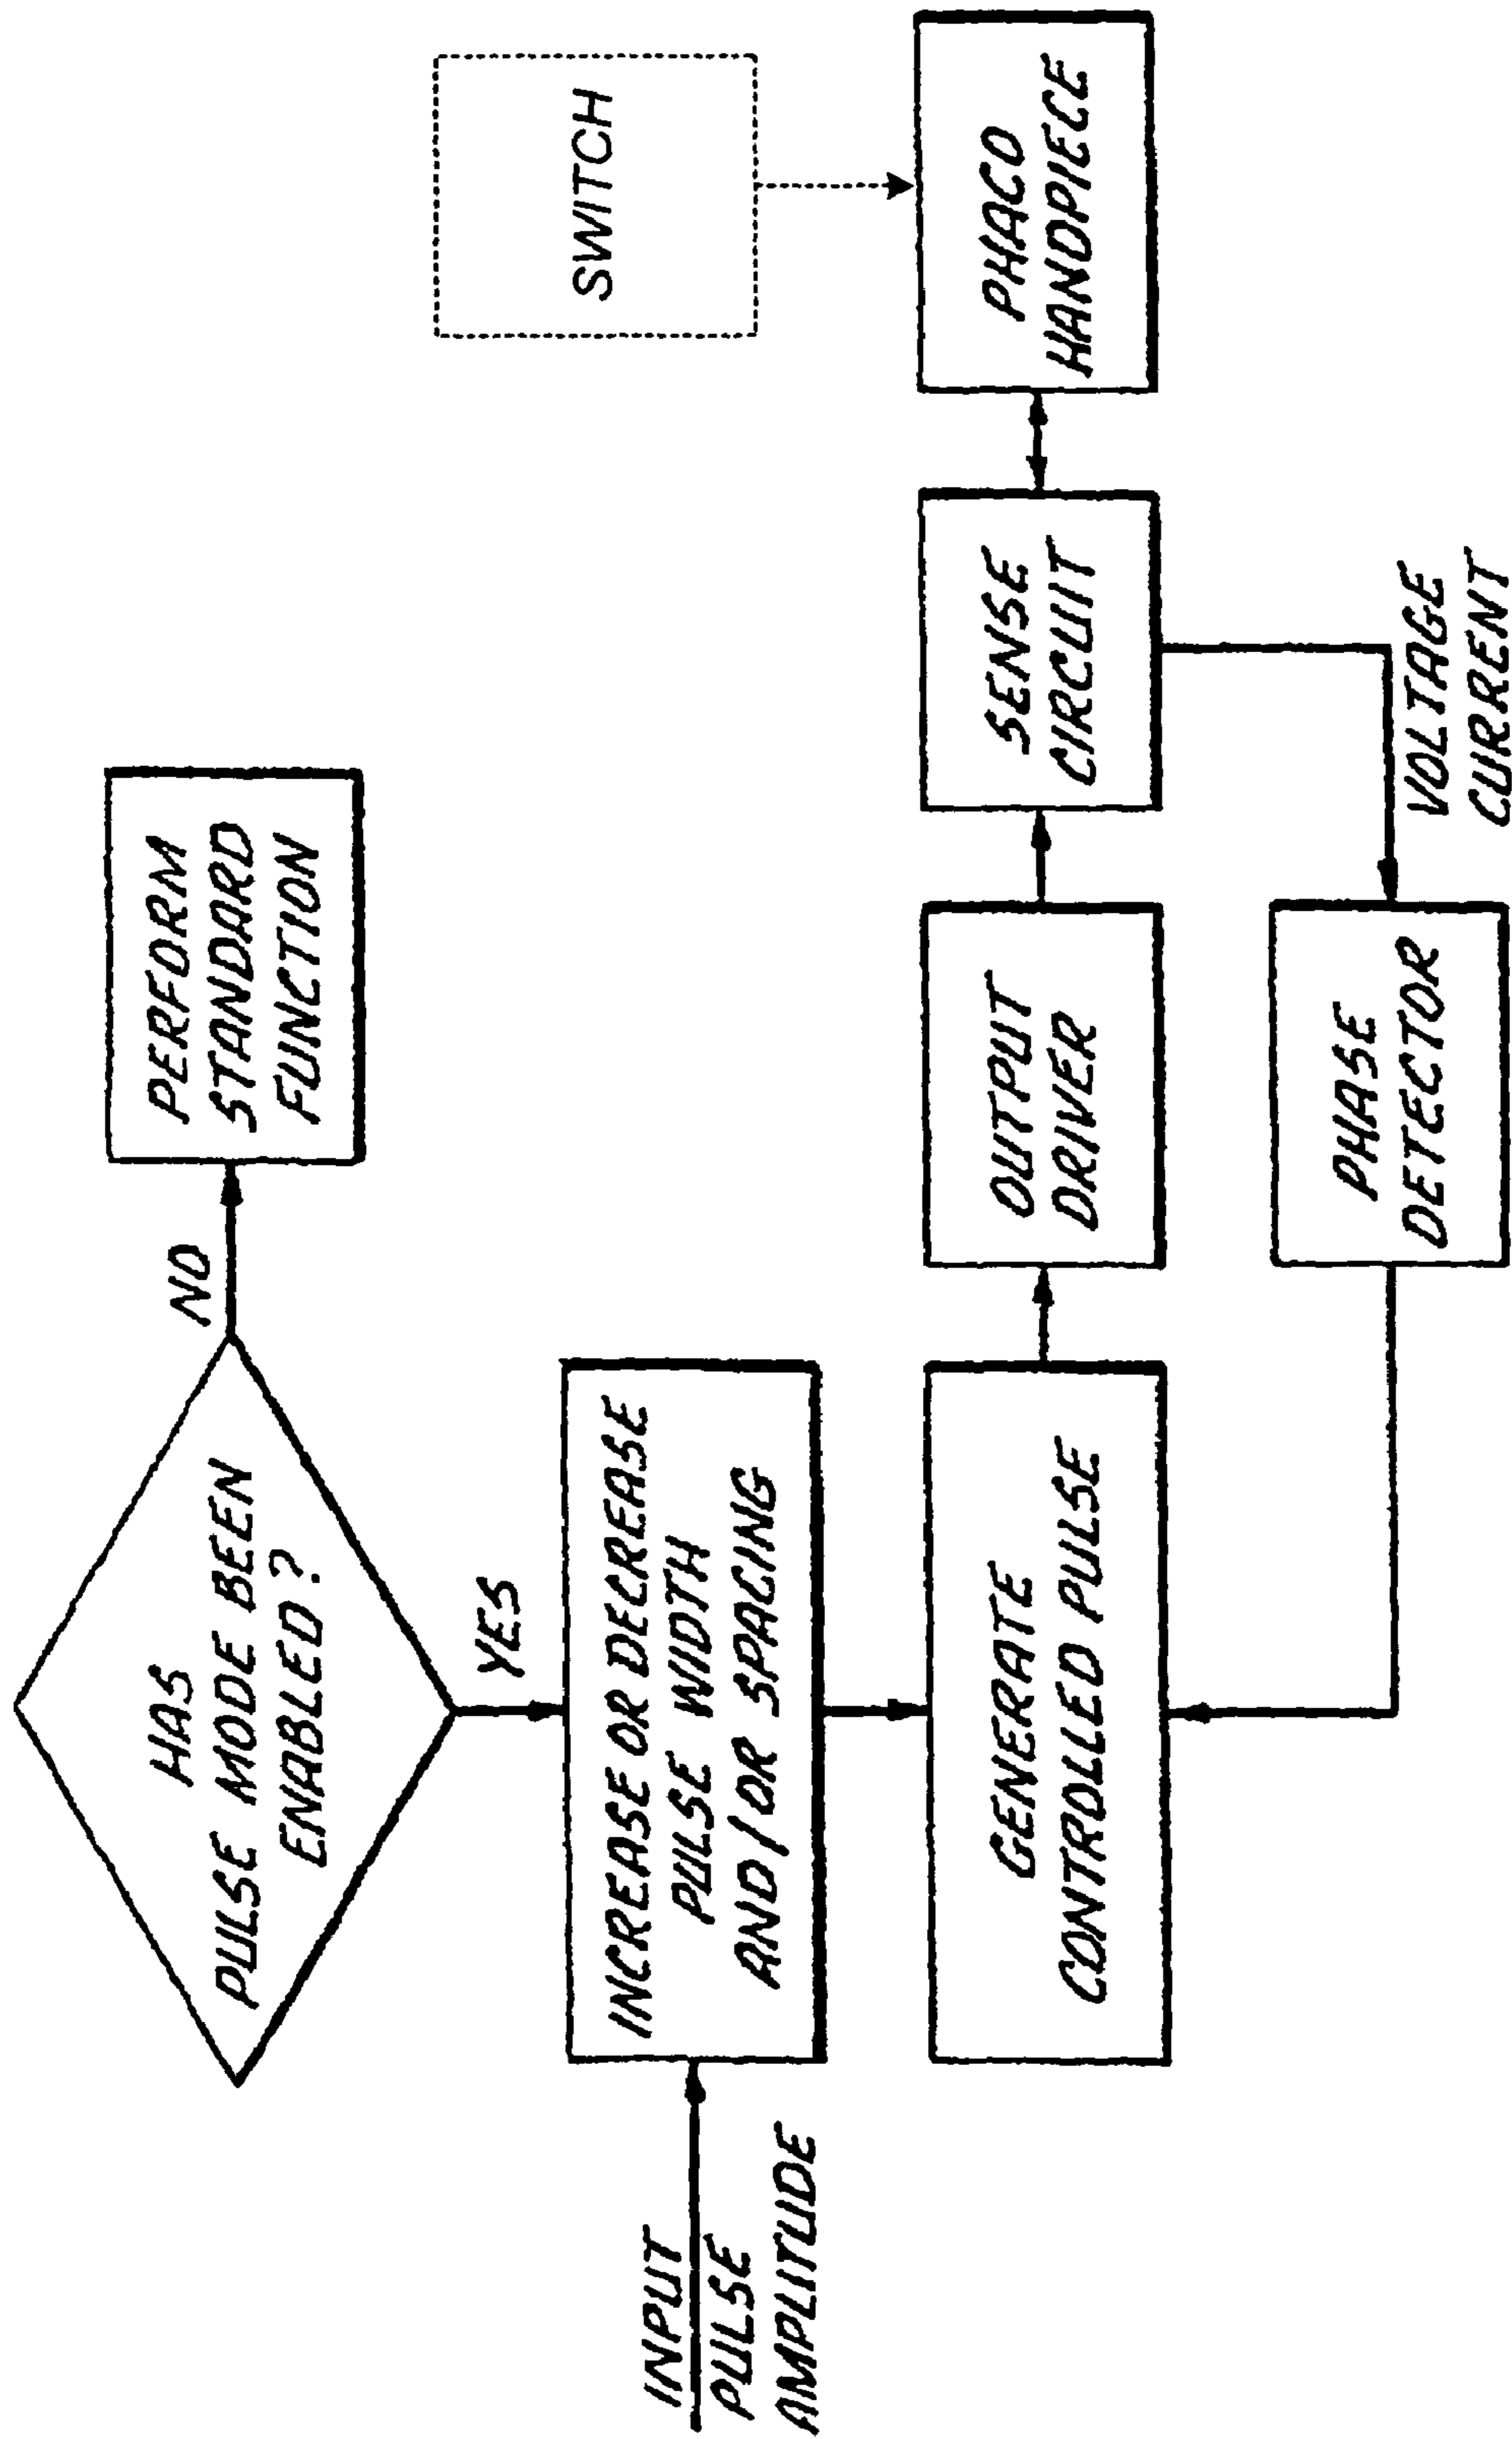 HAS
PULSE MODE BEEN
ENABLED?
NO
PERFORM
STANDARD
FUNCTION
YES
INPUT
PULSE
AMPLITUDE
INCREASE OR DECREASE
PULSE WIDTH
AND/OR SPACING
SWITCH
GENERATE
CONTROLLED PULSE
OUTPUT
DRIVER
SENSE
CIRCUIT
PHACO
HANDPIECE
PHASE
DETECTOR
VOLTAGE
CURRENT